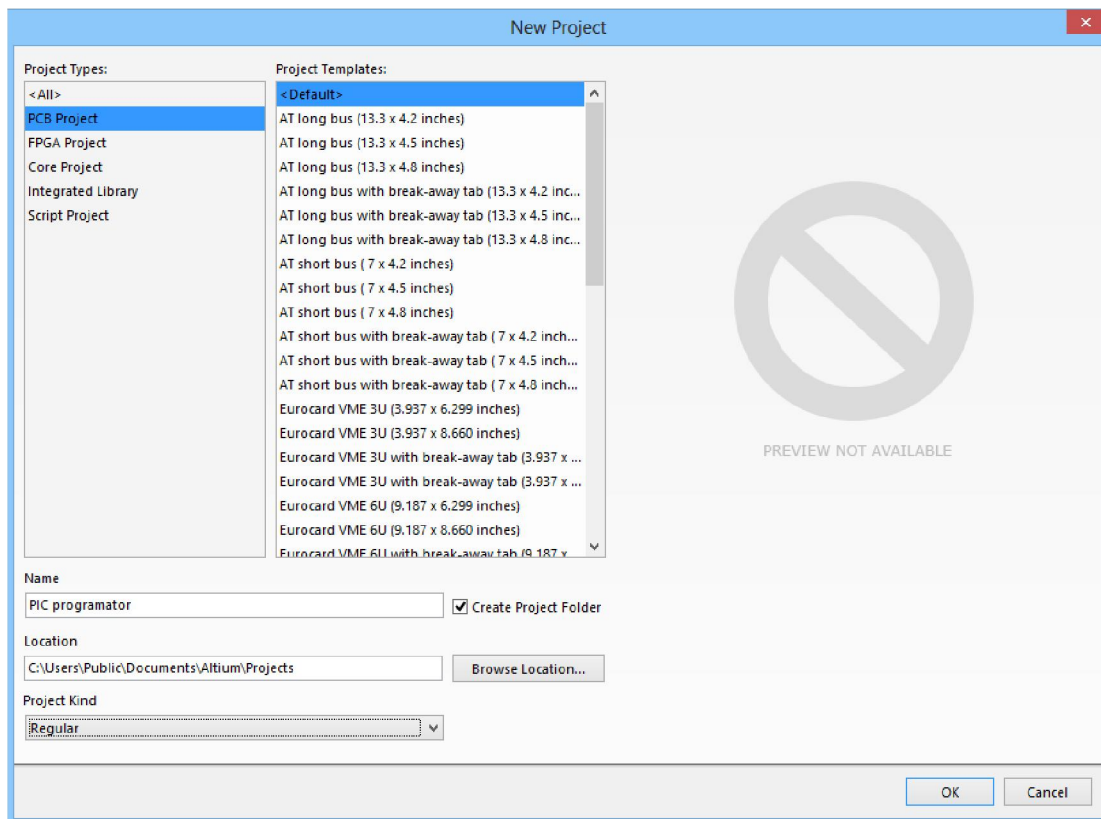 New Project
Project Types:
<All>
PCB Project
FPGA Project
Core Project
Integrated Library
Script Project
Project Templates:
<Default>
AT long bus (13.3 x 4.2 inches)
AT long bus (13.3 x 4.5 inches)
AT long bus (13.3 x 4.8 inches)
AT long bus with break-away tab (13.3 x 4.2 inc...
AT long bus with break-away tab (13.3 x 4.5 inc...
AT long bus with break-away tab (13.3 x 4.8 inc...
AT short bus ( 7 x 4.2 inches)
AT short bus ( 7 x 4.5 inches)
AT short bus ( 7 x 4.8 inches)
AT short bus with break-away tab ( 7 x 4.2 inch...
AT short bus with break-away tab ( 7 x 4.5 inch...
AT short bus with break-away tab ( 7 x 4.8 inch...
Eurocard VME 3U (3.937 x 6.299 inches)
Eurocard VME 3U (3.937 x 8.660 inches)
Eurocard VME 3U with break-away tab (3.937 x ...
Eurocard VME 3U with break-away tab (3.937 x ...
Eurocard VME 6U (9.187 x 6.299 inches)
Eurocard VME 6U (9.187 x 8.660 inches)
Eurocard VME 6U with break-away tab (9.187 x
PREVIEW NOT AVAILABLE
Name
PIC programator
Create Project Folder
Location
C:\Users\Public\Documents\Altium\Projects
Browse Location...
Project Kind
Regular
OK
Cancel